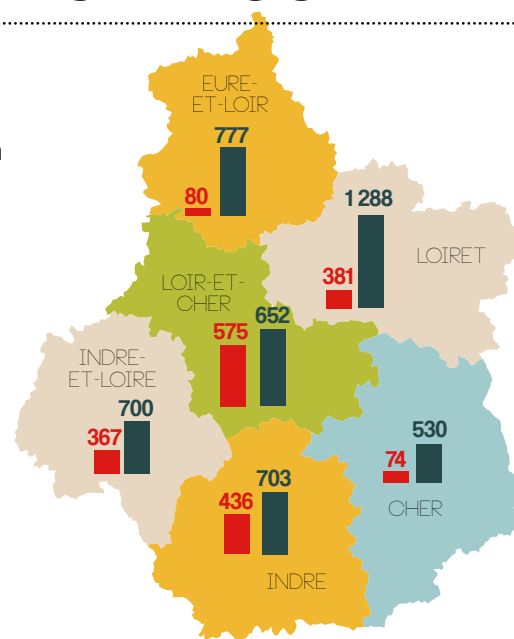 EURE-
ET-LOIR
777
80
1 288
381
LOIRET
LOIR-ET-
CHER
652
575
INDRE-
ET-LOIRE
700
367
530
74
CHER
703
436
INDRE